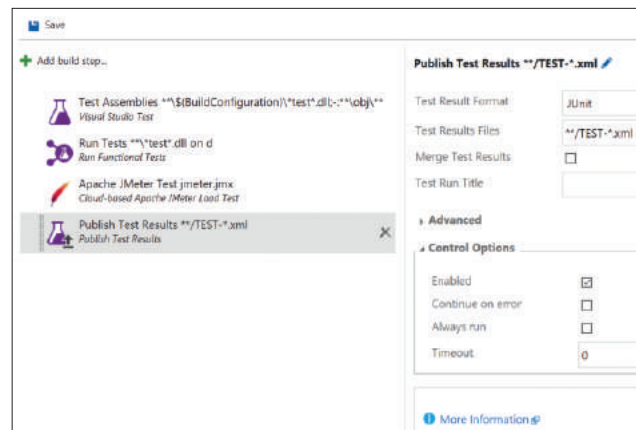 Save
Add build step...
Test Assemblies **\$(BuildConfiguration)\*test*.dll;-:**\obj\**
Visual Studio Test
Run Tests **\*test*.dll on d
Run Functional Tests
Apache JMeter Test jmeter.jmx
Cloud-based Apache JMeter Load Test
Publish Test Results **/TEST-*.xml
Publish Test Results
Publish Test Results **/TEST-*.xml
Test Result Format
JUnit
Test Results Files
**/TEST-*.xml
Merge Test Results
Test Run Title
Advanced
Control Options
Enabled
Continue on error
Always run
Timeout
0
More Information